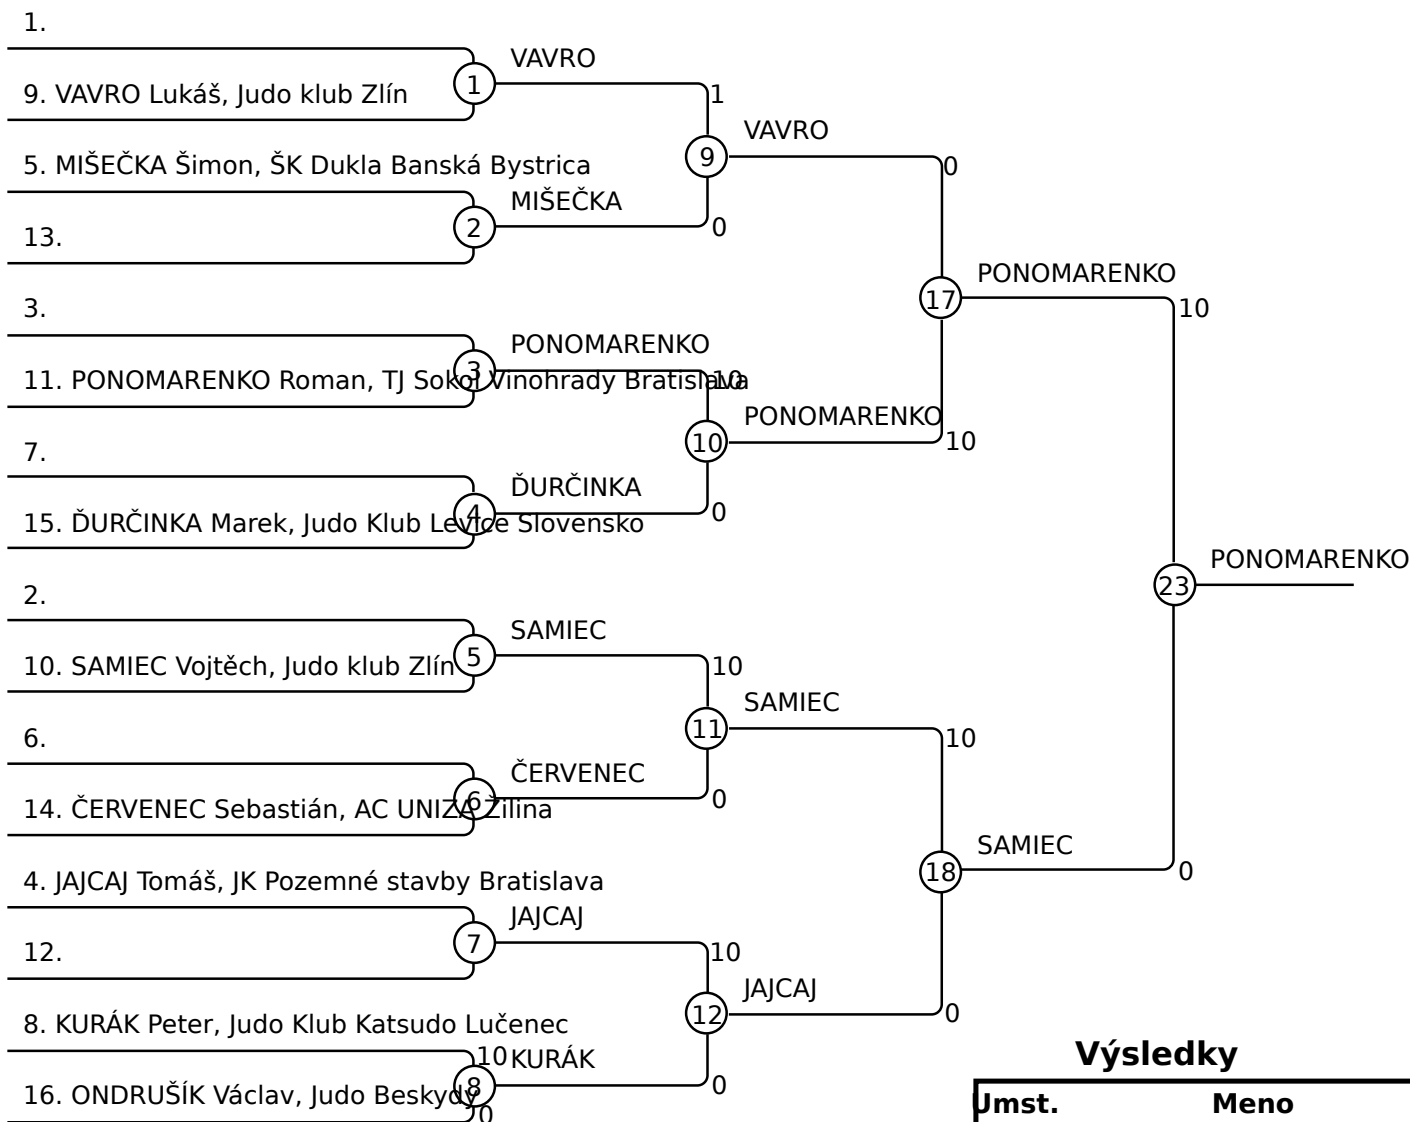 1.
VAVRO
1
9. VAVRO Lukáš, Judo klub Zlín
1
VAVRO
9
0
5. MIŠEČKA Šimon, ŠK Dukla Banská Bystrica
MIŠEČKA
2
0
13.
PONOMARENKO
17
10
3.
PONOMARENKO
3
11. PONOMARENKO Roman, TJ Sokol Vinohrady Bratislava
10
PONOMARENKO
10
10
7.
ĎURČINKA
4
0
15. ĎURČINKA Marek, Judo Klub Levice Slovensko
PONOMARENKO
23
2.
SAMIEC
5
10. SAMIEC Vojtěch, Judo klub Zlín
10
SAMIEC
11
10
6.
ČERVENEC
6
0
14. ČERVENEC Sebastián, AC UNIZA Žilina
SAMIEC
18
0
4. JAJCAJ Tomáš, JK Pozemné stavby Bratislava
JAJCAJ
7
12.
10
JAJCAJ
12
0
8. KURÁK Peter, Judo Klub Katsudo Lučenec
10
KURÁK
8
0
16. ONDRUŠÍK Václav, Judo Beskydy
0
Výsledky
Umst. Meno